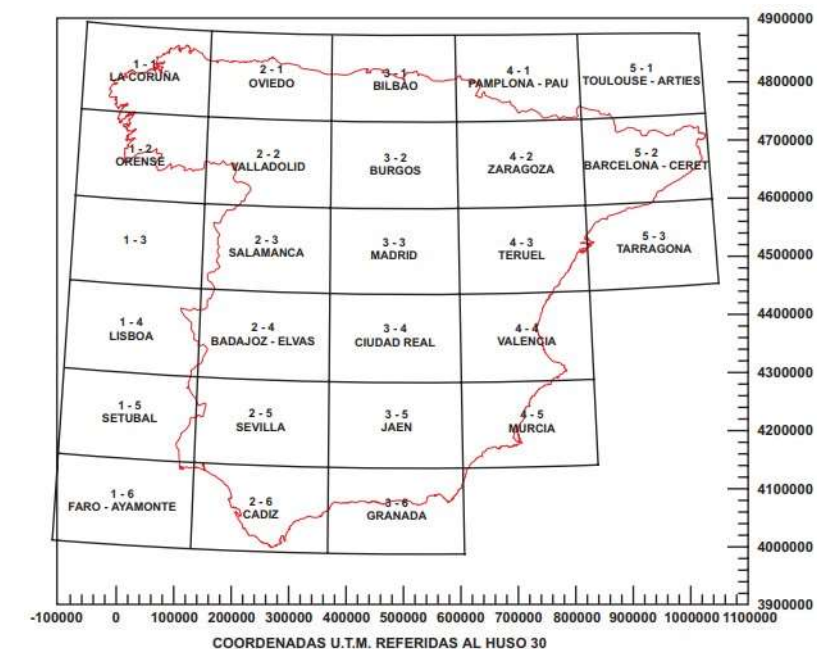 4900000
1 - 1
LA CORUÑA
2 - 1
OVIEDO
3 - 1
BILBAO
4 - 1
PAMPLONA - PAU
5 - 1
TOULOUSE - ARTIES
4800000
4700000
1 - 2
ORENSE
2 - 2
VALLADOLID
3 - 2
BURGOS
4 - 2
ZARAGOZA
5 - 2
BARCELONA - CERET
4600000
1 - 3
2 - 3
SALAMANCA
3 - 3
MADRID
4 - 3
TERUEL
5 - 3
TARRAGONA
4500000
4400000
1 - 4
LISBOA
2 - 4
BADAJOZ - ELVAS
3 - 4
CIUDAD REAL
4 - 4
VALENCIA
4300000
1 - 5
SETUBAL
2 - 5
SEVILLA
3 - 5
JAEN
4 - 5
MURCIA
4200000
4100000
1 - 6
FARO - AYAMONTE
2 - 6
CADIZ
3 - 6
GRANADA
4000000
3900000
-100000 0 100000 200000 300000 400000 500000 600000 700000 800000 900000 1000000 1100000
COORDENADAS U.T.M. REFERIDAS AL HUSO 30